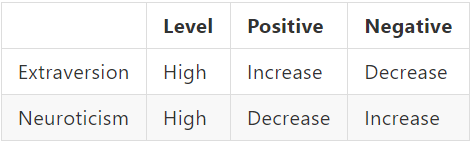 Level Positive Negative
Extraversion High Increase Decrease
Neuroticism High Decrease Increase